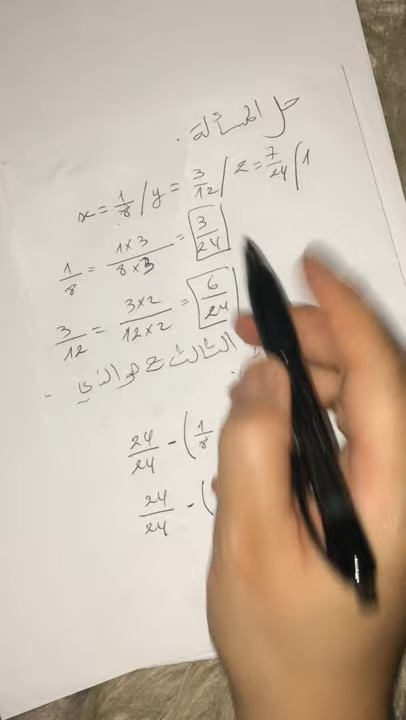 حل المسألة.
x = 1/8 / y = 3/12 / z = 7/24 (1
1/8 = 1×3/8×3 = 3/24
3/12 = 3×2/12×2 = 6/24
الثالث z هو الذي
24/24 - (1/8
24/24 - (